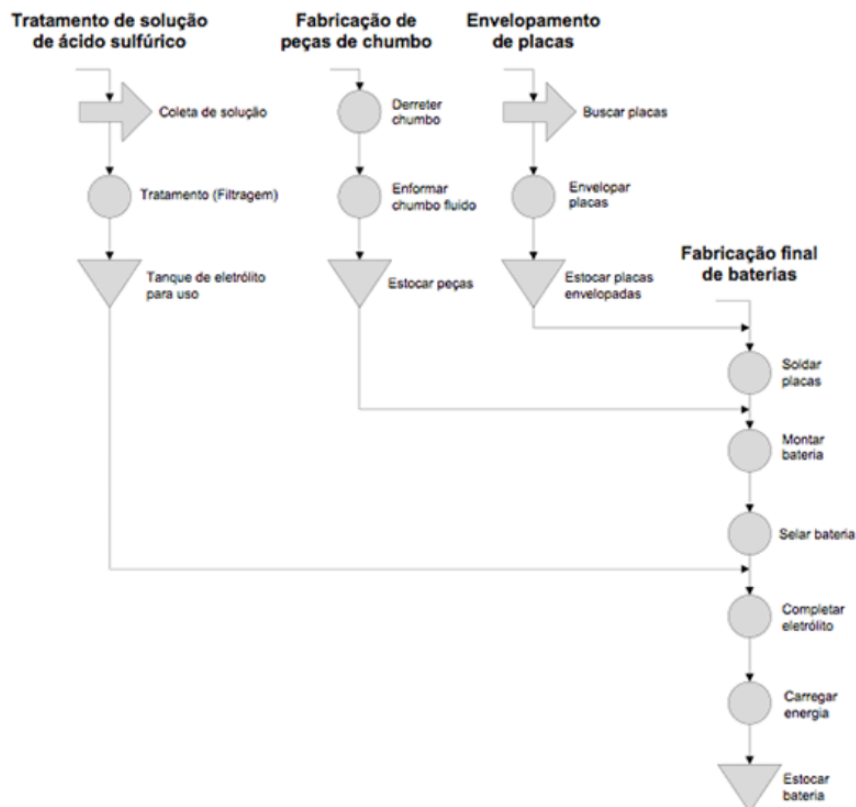 Tratamento de solução
de ácido sulfúrico
Fabricação de
peças de chumbo
Envelopamento
de placas
Coleta de solução
Derreter
chumbo
Buscar placas
Tratamento (Filtragem)
Enformar
chumbo fluido
Envelopar
placas
Tanque de eletrólito
para uso
Estocar peças
Estocar placas
envelopadas
Fabricação final
de baterias
Soldar
placas
Montar
bateria
Selar bateria
Completar
eletrólito
Carregar
energia
Estocar
bateria